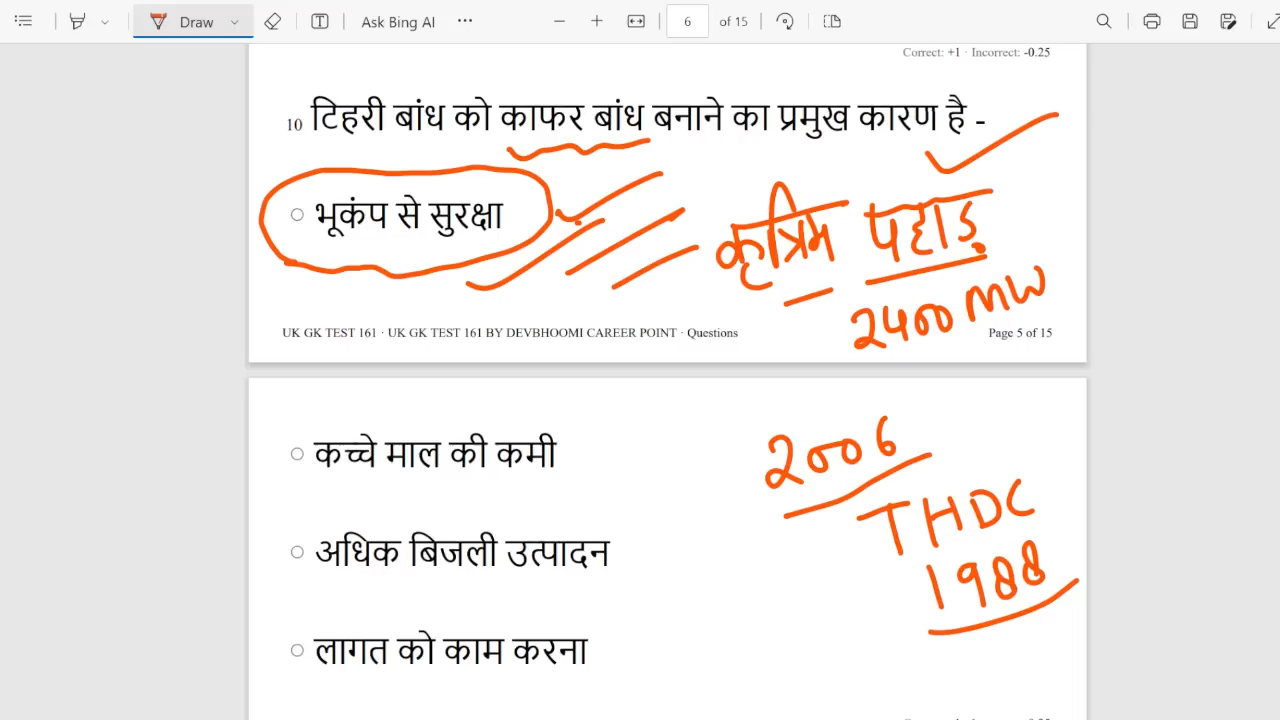 Draw
Ask Bing AI
6 of 15
Correct: +1 · Incorrect: -0.25
10 टिहरी बांध को काफर बांध बनाने का प्रमुख कारण है -
भूकंप से सुरक्षा
कृत्रिम पहाड़
2400 MW
UK GK TEST 161 · UK GK TEST 161 BY DEVBHOOMI CAREER POINT · Questions
Page 5 of 15
कच्चे माल की कमी
2006
THDC
1988
अधिक बिजली उत्पादन
लागत को काम करना